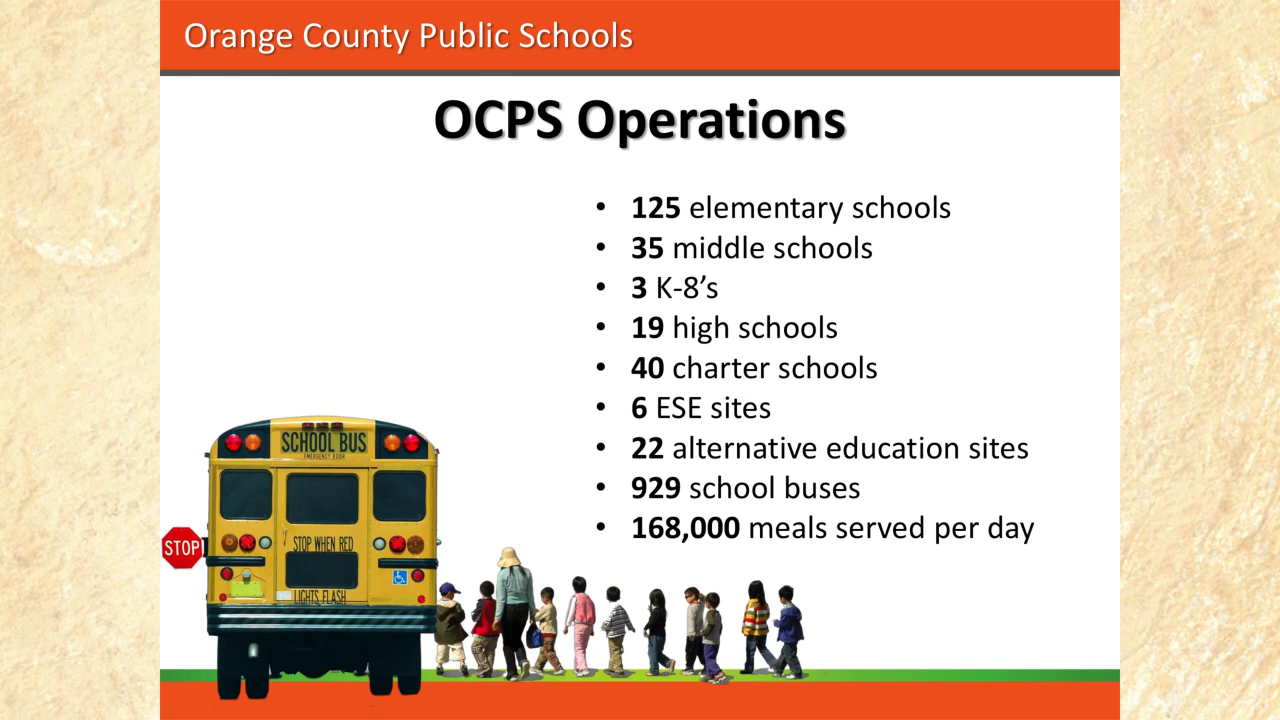 Orange County Public Schools
OCPS Operations
• 125 elementary schools
• 35 middle schools
• 3 K-8’s
• 19 high schools
• 40 charter schools
• 6 ESE sites
• 22 alternative education sites
• 929 school buses
• 168,000 meals served per day
SCHOOL BUS
EMERGENCY DOOR
STOP
STOP WHEN RED
LIGHTS FLASH